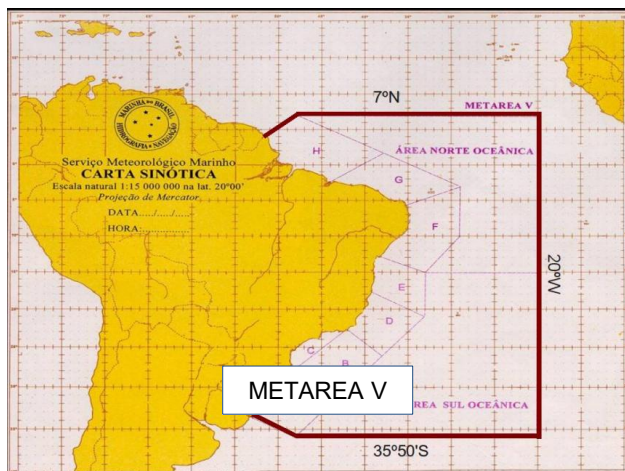 7ºN
METAREA V
H
ÁREA NORTE OCEÂNICA
MARINHA DO BRASIL
HIDROGRAFIA E NAVEGAÇÃO
G
Serviço Meteorológico Marinho
CARTA SINÓTICA
Escala natural 1:15 000 000 na lat. 20º00'
Projeção de Mercator
DATA...../...../.....
HORA:
F
20ºW
E
D
C
B
METAREA V
REA SUL OCEÂNICA
35º50'S